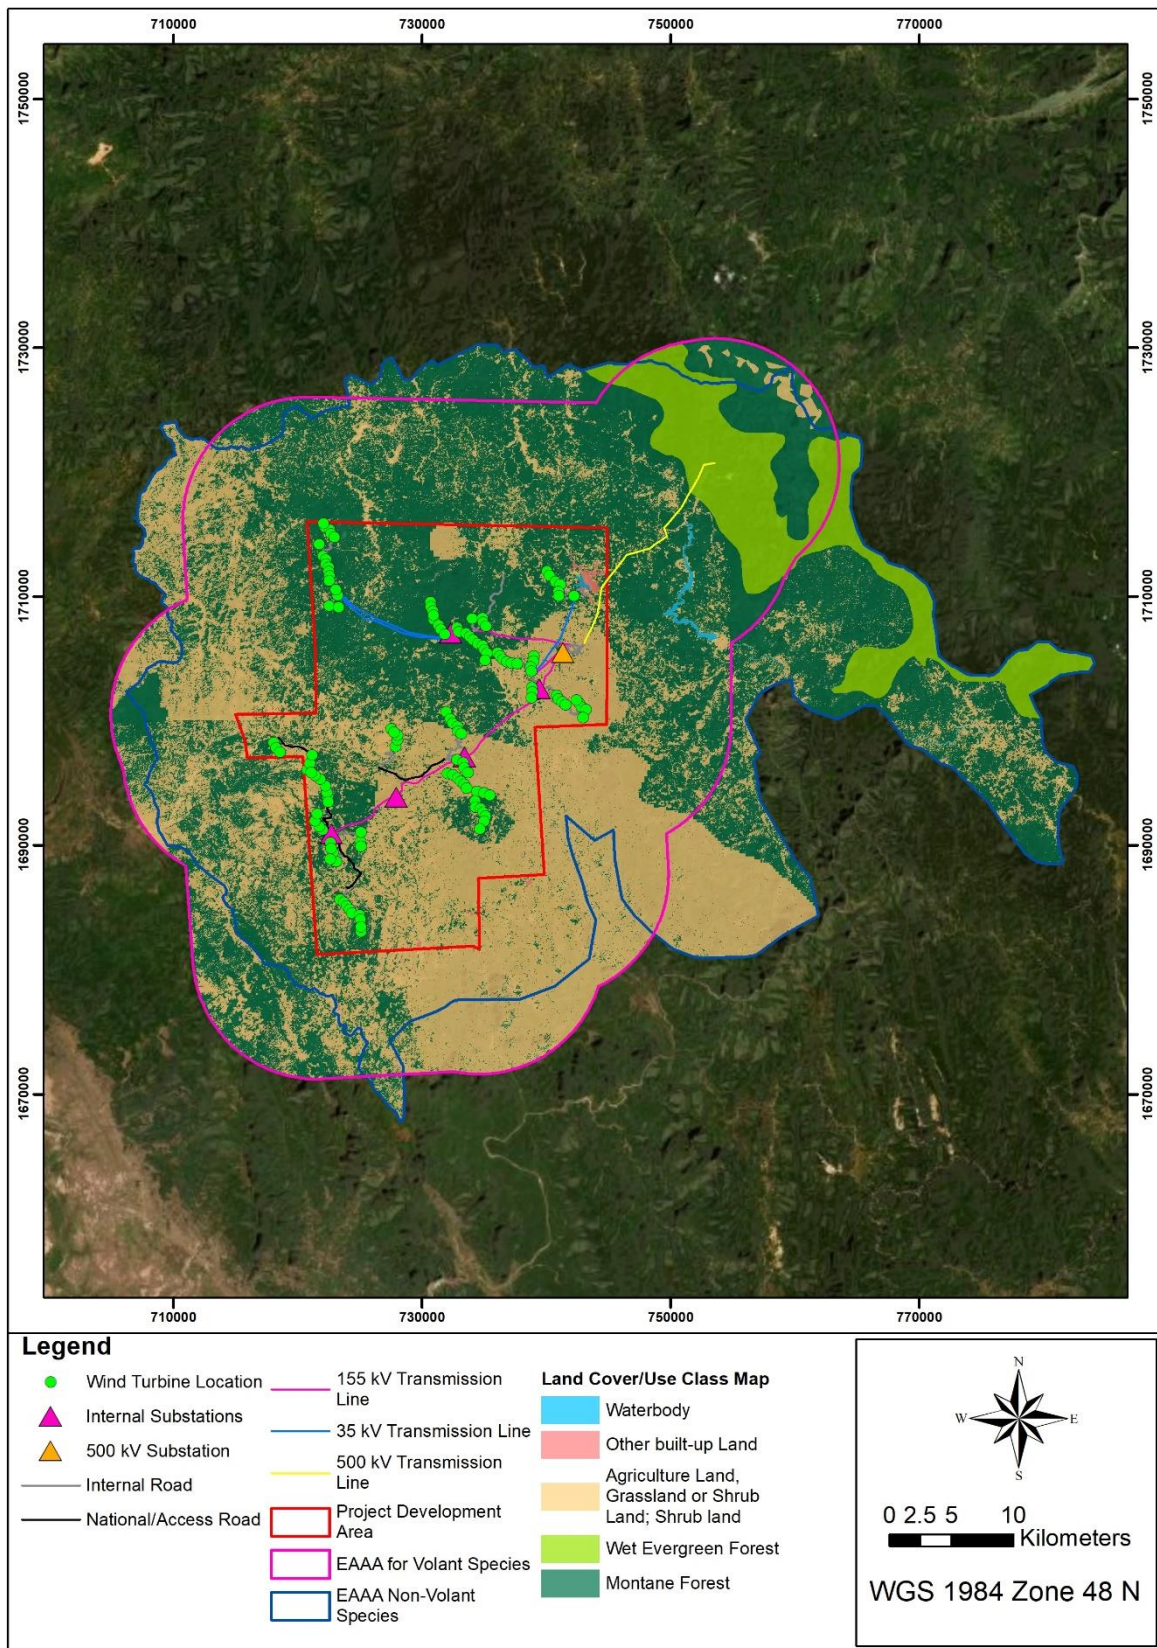 710000 730000 750000 770000
1750000 1750000
1730000 1730000
1710000 1710000
1690000 1690000
1670000 1670000
710000 730000 750000 770000
Legend
Wind Turbine Location
Internal Substations
500 kV Substation
Internal Road
National/Access Road
155 kV Transmission
Line
35 kV Transmission Line
500 kV Transmission
Line
Project Development
Area
EAAA for Volant Species
EAAA Non-Volant
Species
Land Cover/Use Class Map
Waterbody
Other built-up Land
Agriculture Land,
Grassland or Shrub
Land; Shrub land
Wet Evergreen Forest
Montane Forest
N
W E
S
0 2.5 5 10
Kilometers
WGS 1984 Zone 48 N